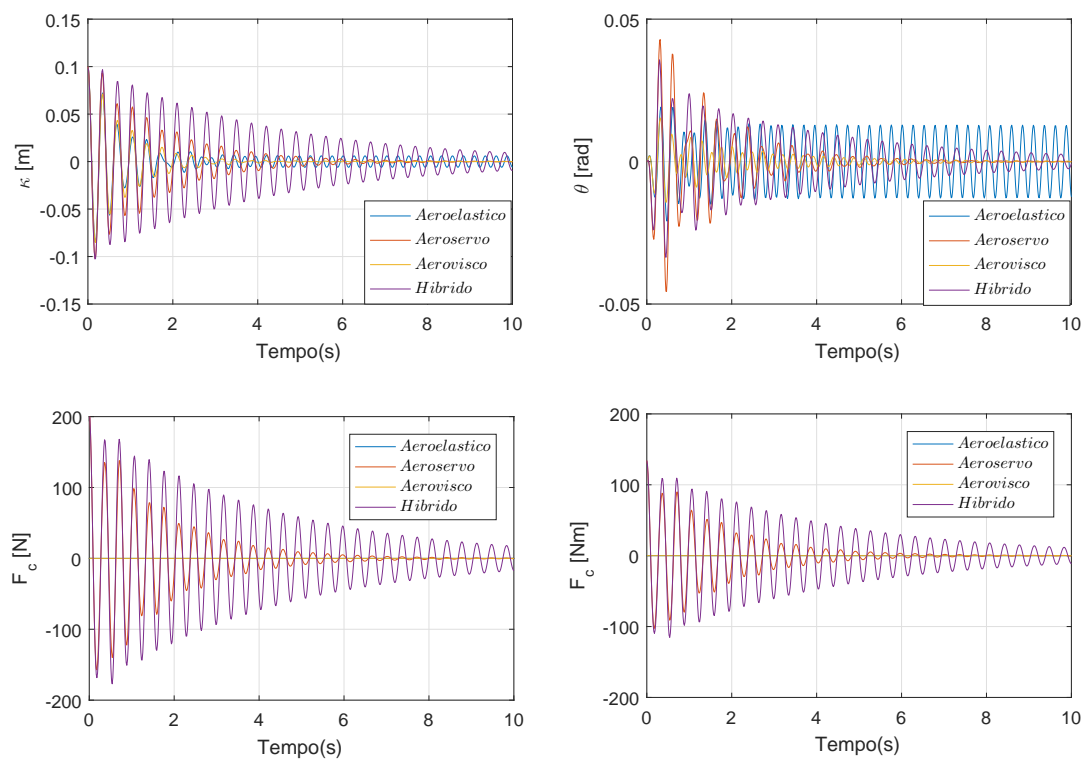 0.15
0.1
0.05
0
-0.05
-0.1
-0.15
κ [m]
0 2 4 6 8 10
Tempo(s)
Aeroelastico
Aeroservo
Aerovisco
Hibrido
0.05
0
-0.05
θ [rad]
0 2 4 6 8 10
Tempo(s)
Aeroelastico
Aeroservo
Aerovisco
Hibrido
200
100
0
-100
-200
F_c [N]
0 2 4 6 8 10
Tempo(s)
Aeroelastico
Aeroservo
Aerovisco
Hibrido
200
100
0
-100
-200
F_c [Nm]
0 2 4 6 8 10
Tempo(s)
Aeroelastico
Aeroservo
Aerovisco
Hibrido